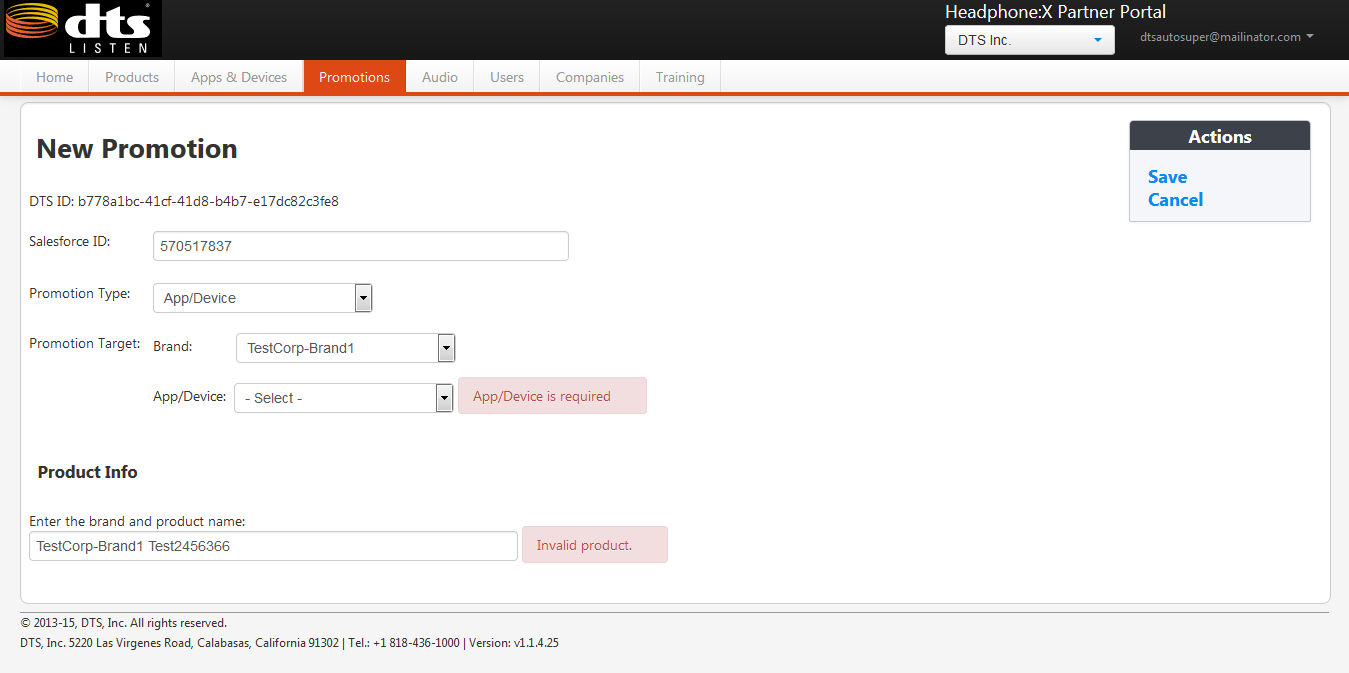 dts
LISTEN
Headphone:X Partner Portal
DTS Inc.
dtsautosuper@mailinator.com
Home Products Apps & Devices Promotions Audio Users Companies Training
New Promotion
Actions
Save
Cancel
DTS ID: b778a1bc-41cf-41d8-b4b7-e17dc82c3fe8
Salesforce ID: 570517837
Promotion Type: App/Device
Promotion Target: Brand: TestCorp-Brand1
App/Device: - Select - App/Device is required
Product Info
Enter the brand and product name:
TestCorp-Brand1 Test2456366 Invalid product.
© 2013-15, DTS, Inc. All rights reserved.
DTS, Inc. 5220 Las Virgenes Road, Calabasas, California 91302 | Tel.: +1 818-436-1000 | Version: v1.1.4.25